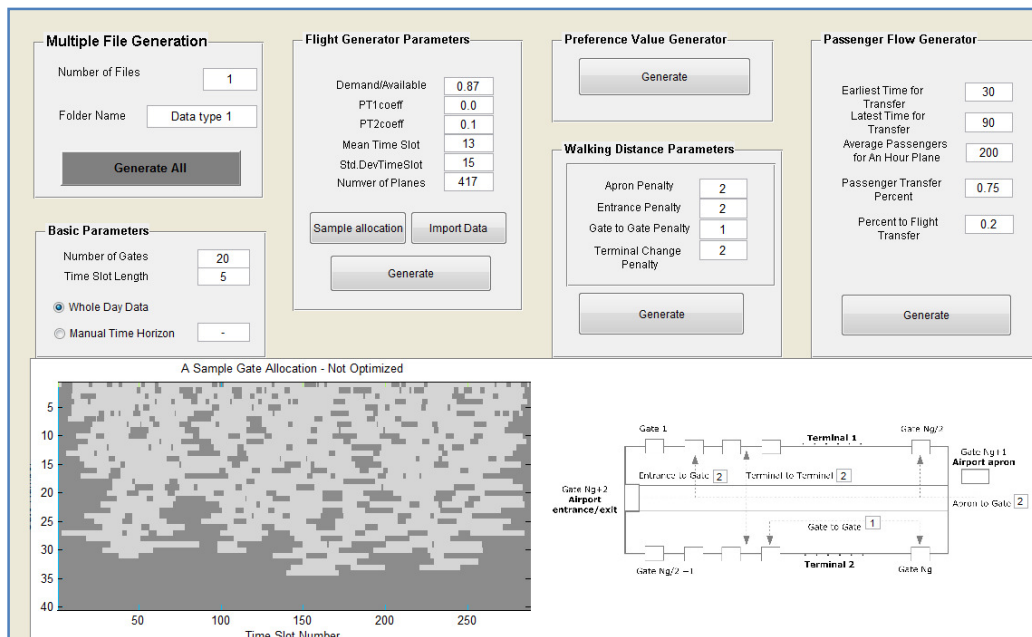 Multiple File Generation
Number of Files
1
Folder Name
Data type 1
Generate All
Basic Parameters
Number of Gates
20
Time Slot Length
5
Whole Day Data
Manual Time Horizon
-
Flight Generator Parameters
Demand/Available
0.87
PT1coeff
0.0
PT2coeff
0.1
Mean Time Slot
13
Std.DevTimeSlot
15
Numver of Planes
417
Sample allocation
Import Data
Generate
Preference Value Generator
Generate
Walking Distance Parameters
Apron Penalty
2
Entrance Penalty
2
Gate to Gate Penalty
1
Terminal Change
Penalty
2
Generate
Passenger Flow Generator
Earliest Time for
Transfer
30
Latest Time for
Transfer
90
Average Passengers
for An Hour Plane
200
Passenger Transfer
Percent
0.75
Percent to Flight
Transfer
0.2
Generate
A Sample Gate Allocation - Not Optimized
5
10
15
20
25
30
35
40
50
100
150
200
250
Time Slot Number
Gate 1
Terminal 1
Gate Ng/2
Gate Ng+1
Airport apron
Entrance to Gate 2
Terminal to Terminal 2
Gate Ng+2
Airport
entrance/exit
Apron to Gate 2
Gate to Gate 1
Gate Ng/2 -1
Terminal 2
Gate Ng